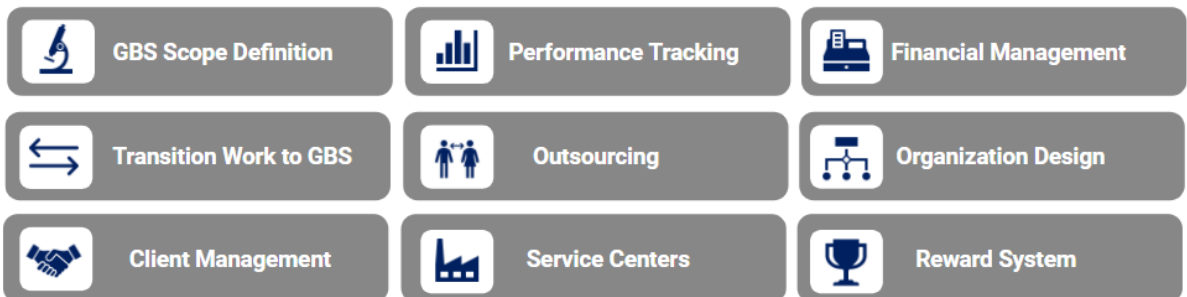 GBS Scope Definition
Performance Tracking
Financial Management
Transition Work to GBS
Outsourcing
Organization Design
Client Management
Service Centers
Reward System